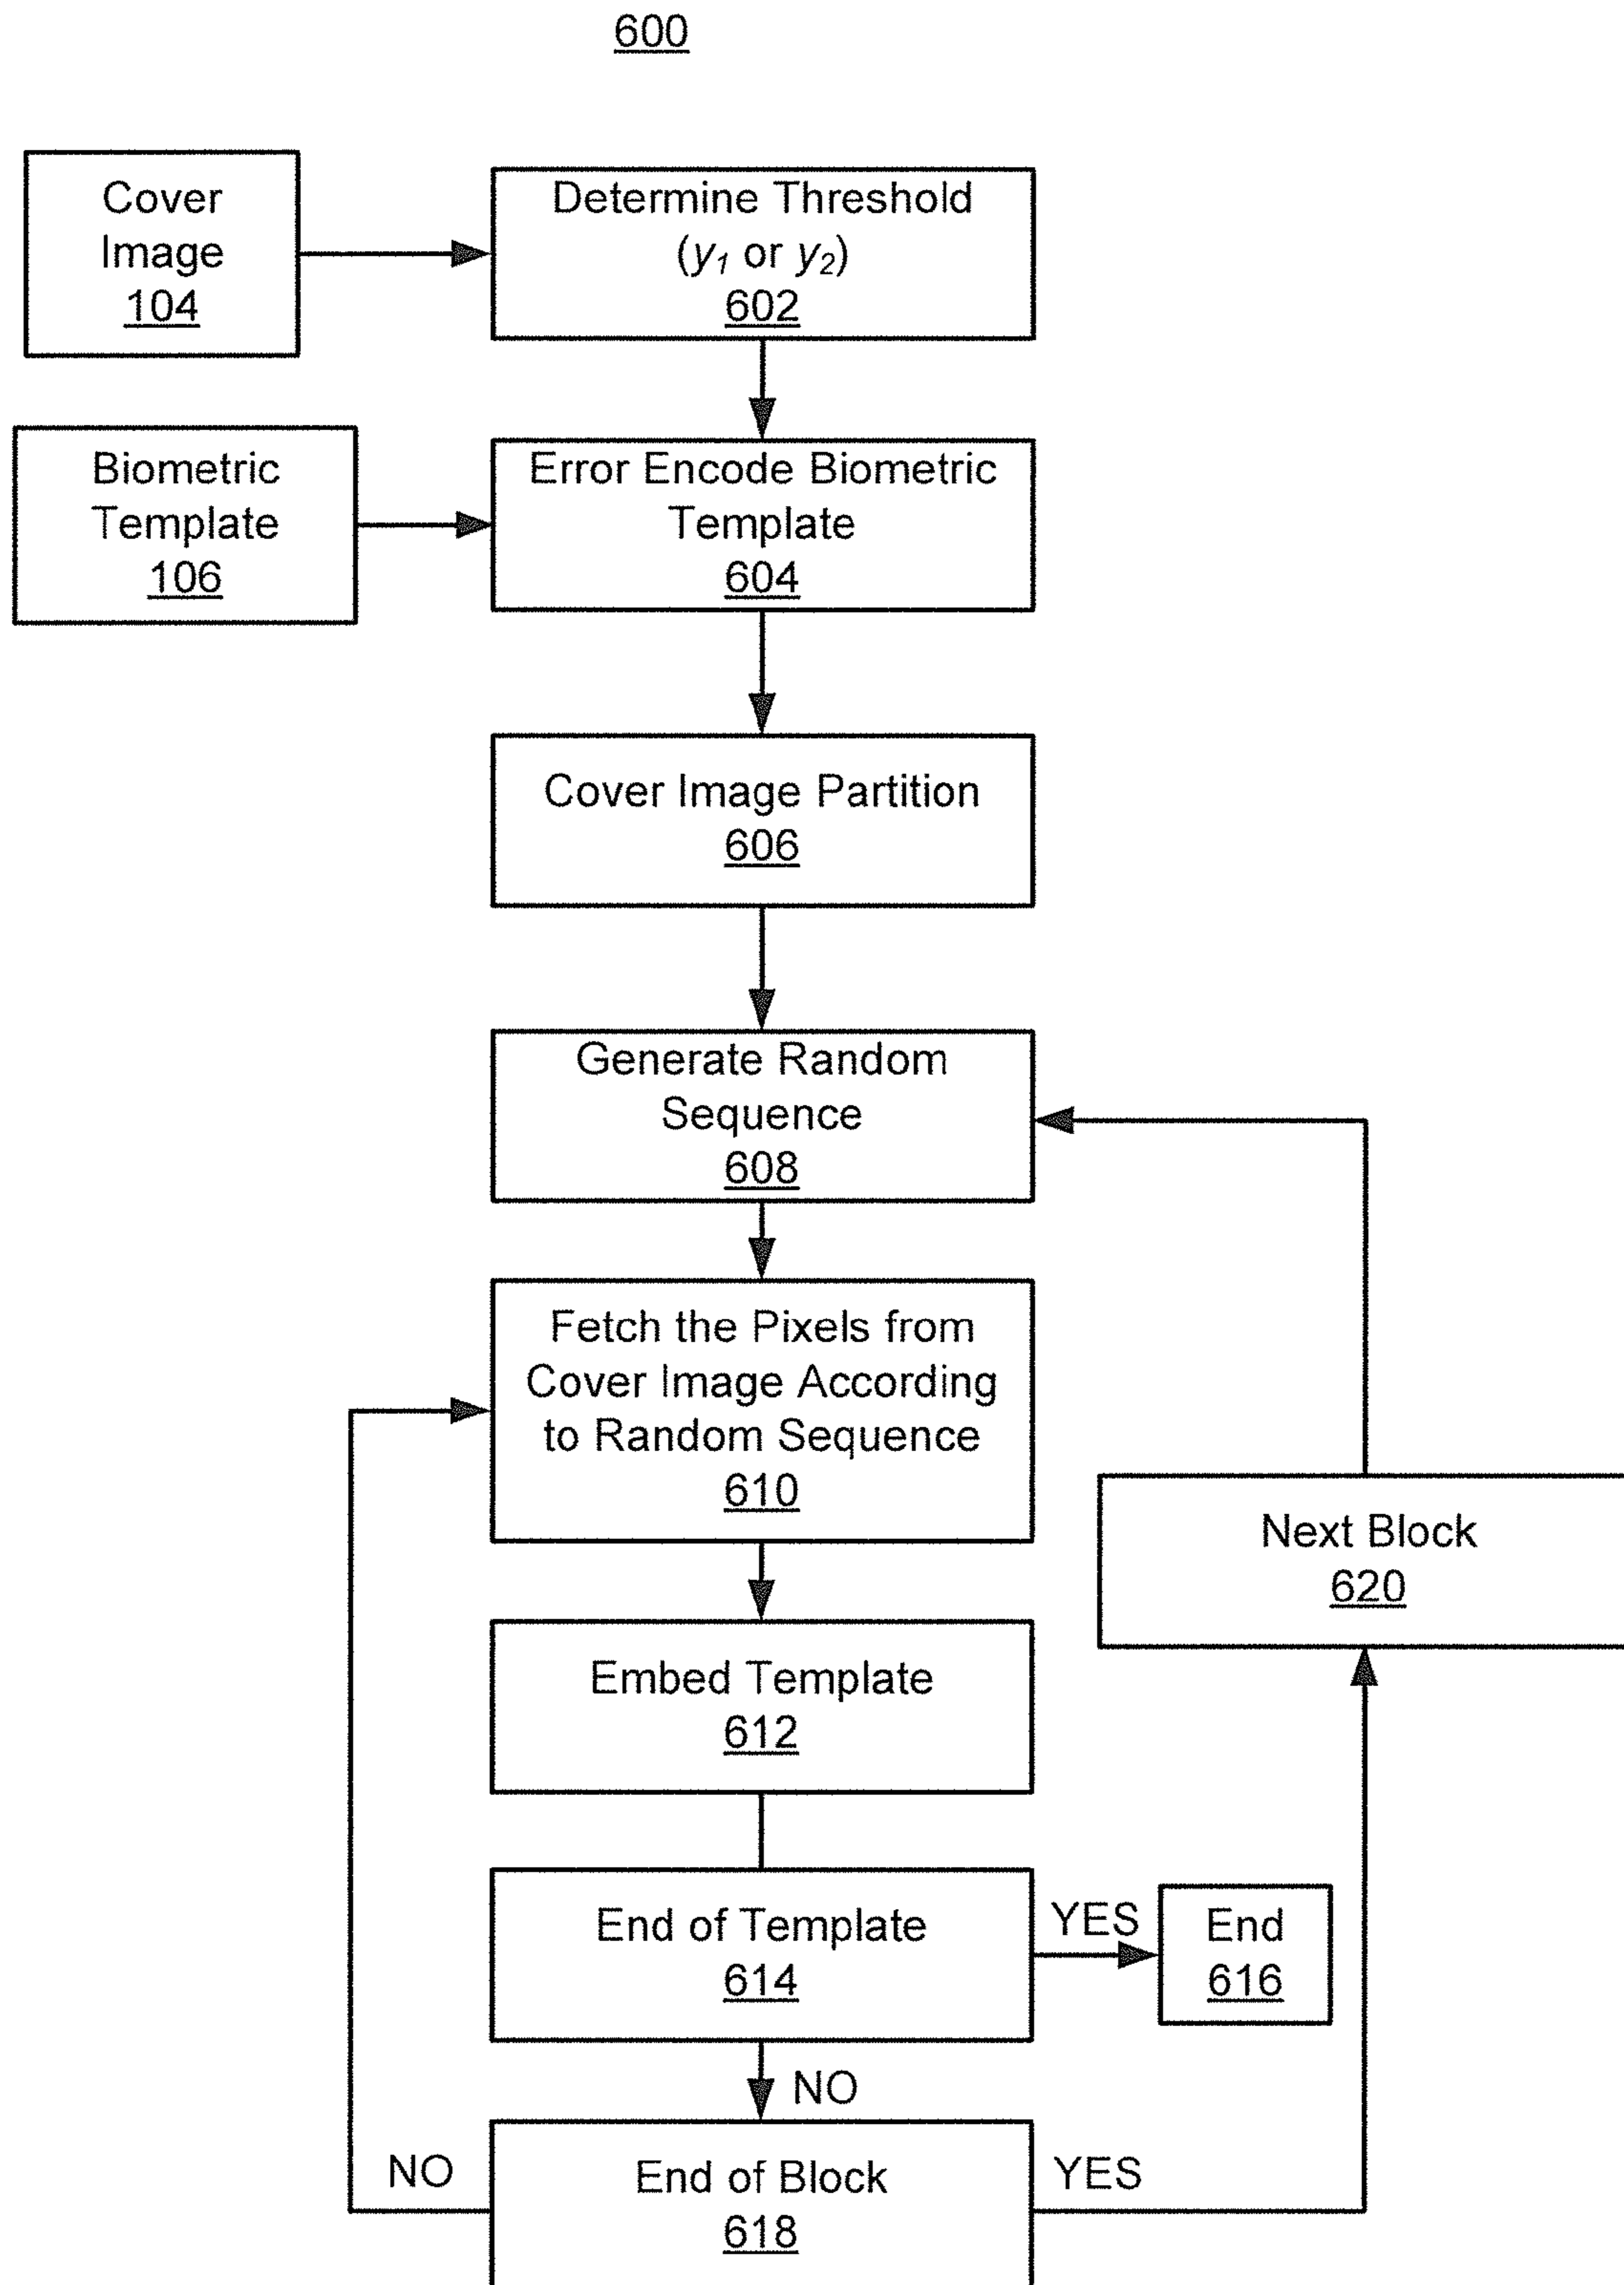 600
Cover
Image
104
Determine Threshold
(y₁ or y₂)
602
Biometric
Template
106
Error Encode Biometric
Template
604
Cover Image Partition
606
Generate Random
Sequence
608
Fetch the Pixels from
Cover Image According
to Random Sequence
610
Next Block
620
Embed Template
612
End of Template
614
YES
End
616
NO
NO
End of Block
618
YES